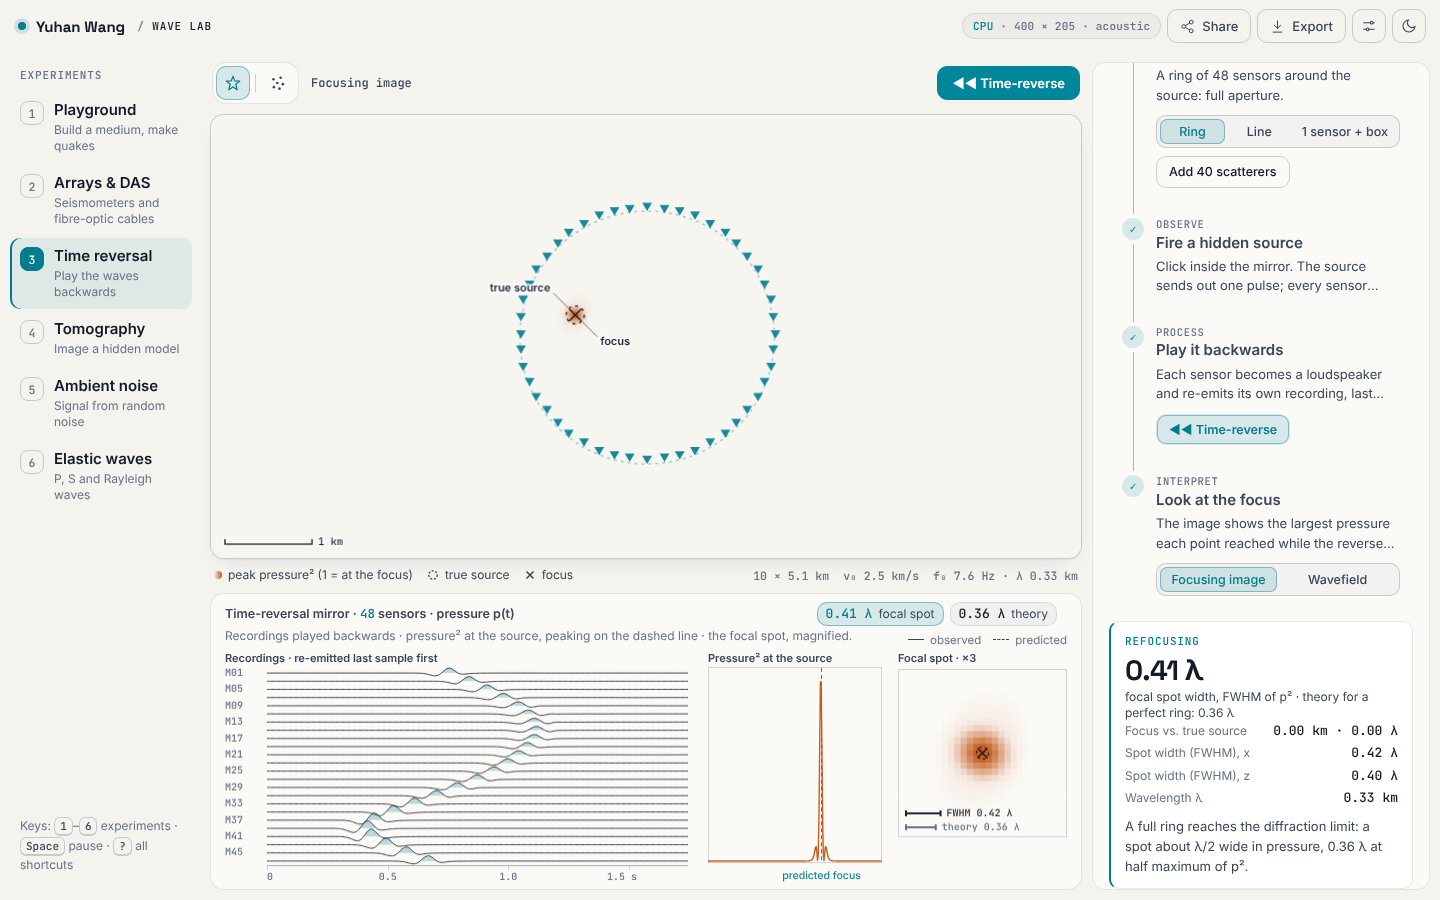 Yuhan Wang / WAVE LAB
CPU · 400 × 205 · acoustic
Share
Export
EXPERIMENTS
1
Playground
Build a medium, make
quakes
2
Arrays & DAS
Seismometers and
fibre-optic cables
3
Time reversal
Play the waves
backwards
4
Tomography
Image a hidden model
5
Ambient noise
Signal from random
noise
6
Elastic waves
P, S and Rayleigh
waves
Keys: 1–6 experiments ·
Space pause · ? all
shortcuts
Focusing image
◀◀ Time-reverse
true source
focus
1 km
peak pressure² (1 = at the focus)
true source
focus
10 × 5.1 km v₀ 2.5 km/s f₀ 7.6 Hz · λ 0.33 km
Time-reversal mirror · 48 sensors · pressure p(t)
0.41 λ focal spot
0.36 λ theory
Recordings played backwards · pressure² at the source, peaking on the dashed line · the focal spot, magnified.
observed
predicted
Recordings · re-emitted last sample first
M01
M05
M09
M13
M17
M21
M25
M29
M33
M37
M41
M45
0
0.5
1.0
1.5 s
Pressure² at the source
predicted focus
Focal spot · ×3
FWHM 0.42 λ
theory 0.36 λ
A ring of 48 sensors around the
source: full aperture.
Ring
Line
1 sensor + box
Add 40 scatterers
✓
OBSERVE
Fire a hidden source
Click inside the mirror. The source
sends out one pulse; every sensor...
✓
PROCESS
Play it backwards
Each sensor becomes a loudspeaker
and re-emits its own recording, last...
◀◀ Time-reverse
✓
INTERPRET
Look at the focus
The image shows the largest pressure
each point reached while the reverse...
Focusing image
Wavefield
REFOCUSING
0.41 λ
focal spot width, FWHM of p² · theory for a
perfect ring: 0.36 λ
Focus vs. true source 0.00 km · 0.00 λ
Spot width (FWHM), x 0.42 λ
Spot width (FWHM), z 0.40 λ
Wavelength λ 0.33 km
A full ring reaches the diffraction limit: a
spot about λ/2 wide in pressure, 0.36 λ at
half maximum of p².